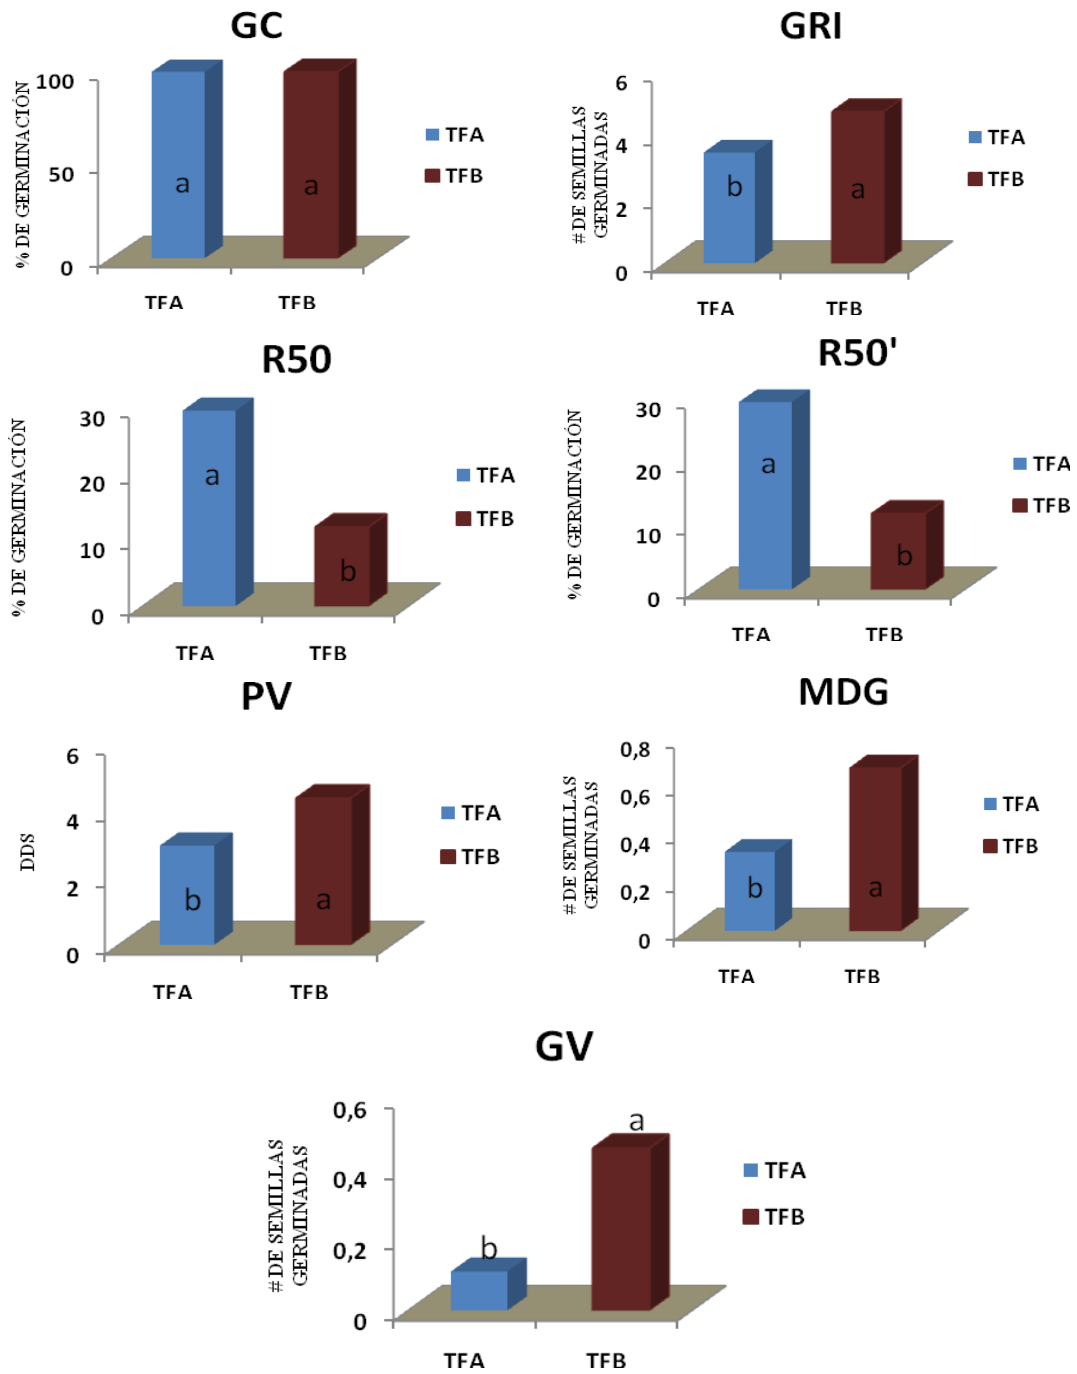 GC
% DE GERMINACIÓN
100
50
0
a
a
TFA
TFB
TFA
TFB
GRI
# DE SEMILLAS
GERMINADAS
6
4
2
0
b
a
TFA
TFB
TFA
TFB
R50
% DE GERMINACIÓN
30
20
10
0
a
b
TFA
TFB
TFA
TFB
R50'
% DE GERMINACIÓN
30
20
10
0
a
b
TFA
TFB
TFA
TFB
PV
DDS
6
4
2
0
b
a
TFA
TFB
TFA
TFB
MDG
# DE SEMILLAS
GERMINADAS
0,8
0,6
0,4
0,2
0
b
a
TFA
TFB
TFA
TFB
GV
# DE SEMILLAS
GERMINADAS
0,6
0,4
0,2
0
b
a
TFA
TFB
TFA
TFB